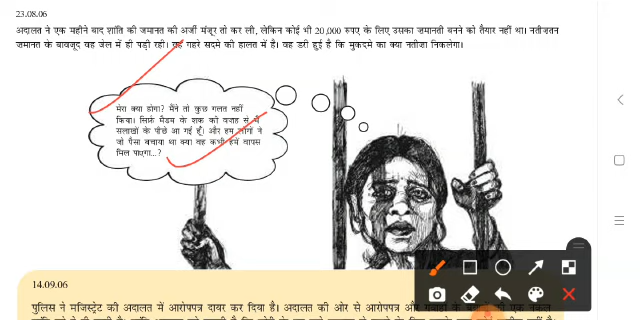 23.08.06
अदालत ने एक महीने बाद शांति की जमानत की अर्जी मंजूर तो कर ली, लेकिन कोई भी 20,000 रुपए के लिए उसका ज़मानती बनने को तैयार नहीं था। नतीज़तन
ज़मानत के बावजूद वह जेल में ही पड़ी रही। वह गहरे सदमे की हालत में है। वह डरी हुई है कि मुकदमे का क्या नतीजा निकलेगा।
मेरा क्या होगा? मैंने तो कुछ गलत नहीं
किया। सिर्फ़ मैडम के शक की वजह से मैं
सलाखों के पीछे आ गई हूँ। और हम लोगों ने
जो पैसा बचाया था क्या वह कभी हमें वापस
मिल पाएगा...?
14.09.06
पुलिस ने मजिस्ट्रेट की अदालत में आरोपपत्र दायर कर दिया है। अदालत की ओर से आरोपपत्र और गवाहों के